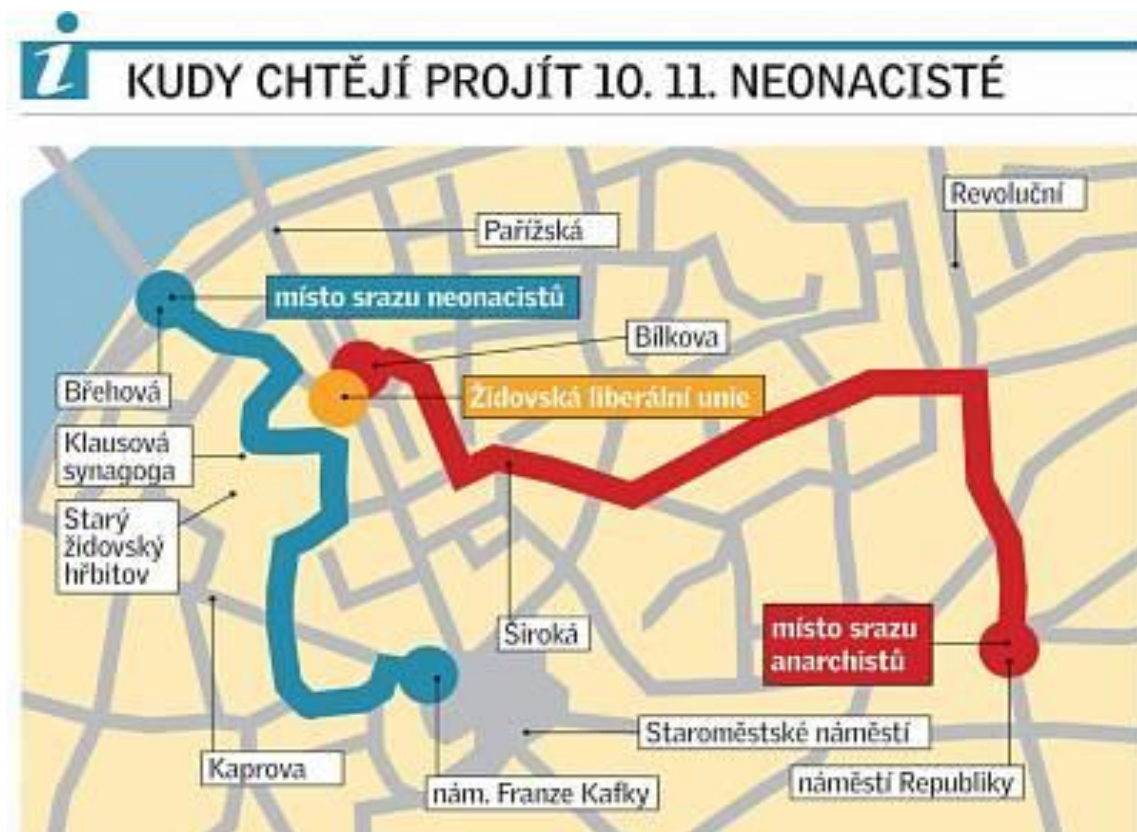 i
KUDY CHTĚJÍ PROJÍT 10. 11. NEONACISTÉ
Revoluční
Pařížská
místo srazu neonacistů
Bílkova
Břehová
Židovská liberální unie
Klausová
synagoga
Starý
židovský
hřbitov
Široká
místo srazu
anarchistů
Staroměstské náměstí
Kaprova
nám. Franze Kafky
náměstí Republiky